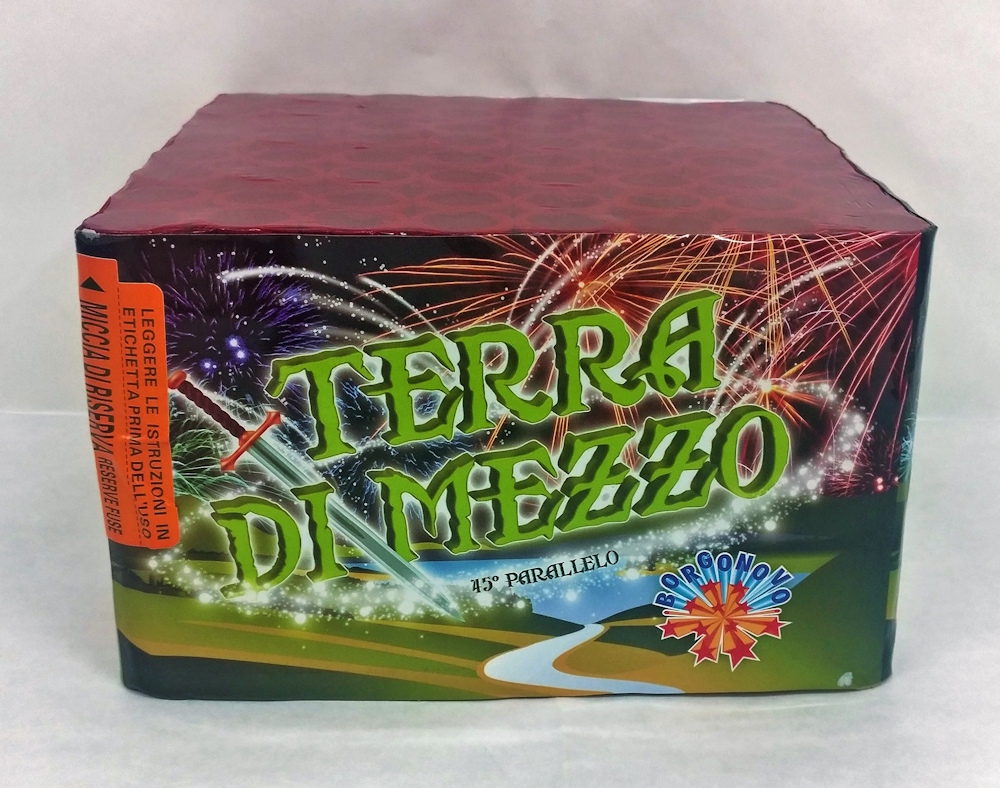 TERRA
DI MEZZO
45° PARALLELO
BORGONOVO
LEGGERE LE ISTRUZIONI IN
ETICHETTA PRIMA DELL'USO
MICCIA DI RISERVA RESERVE FUSE